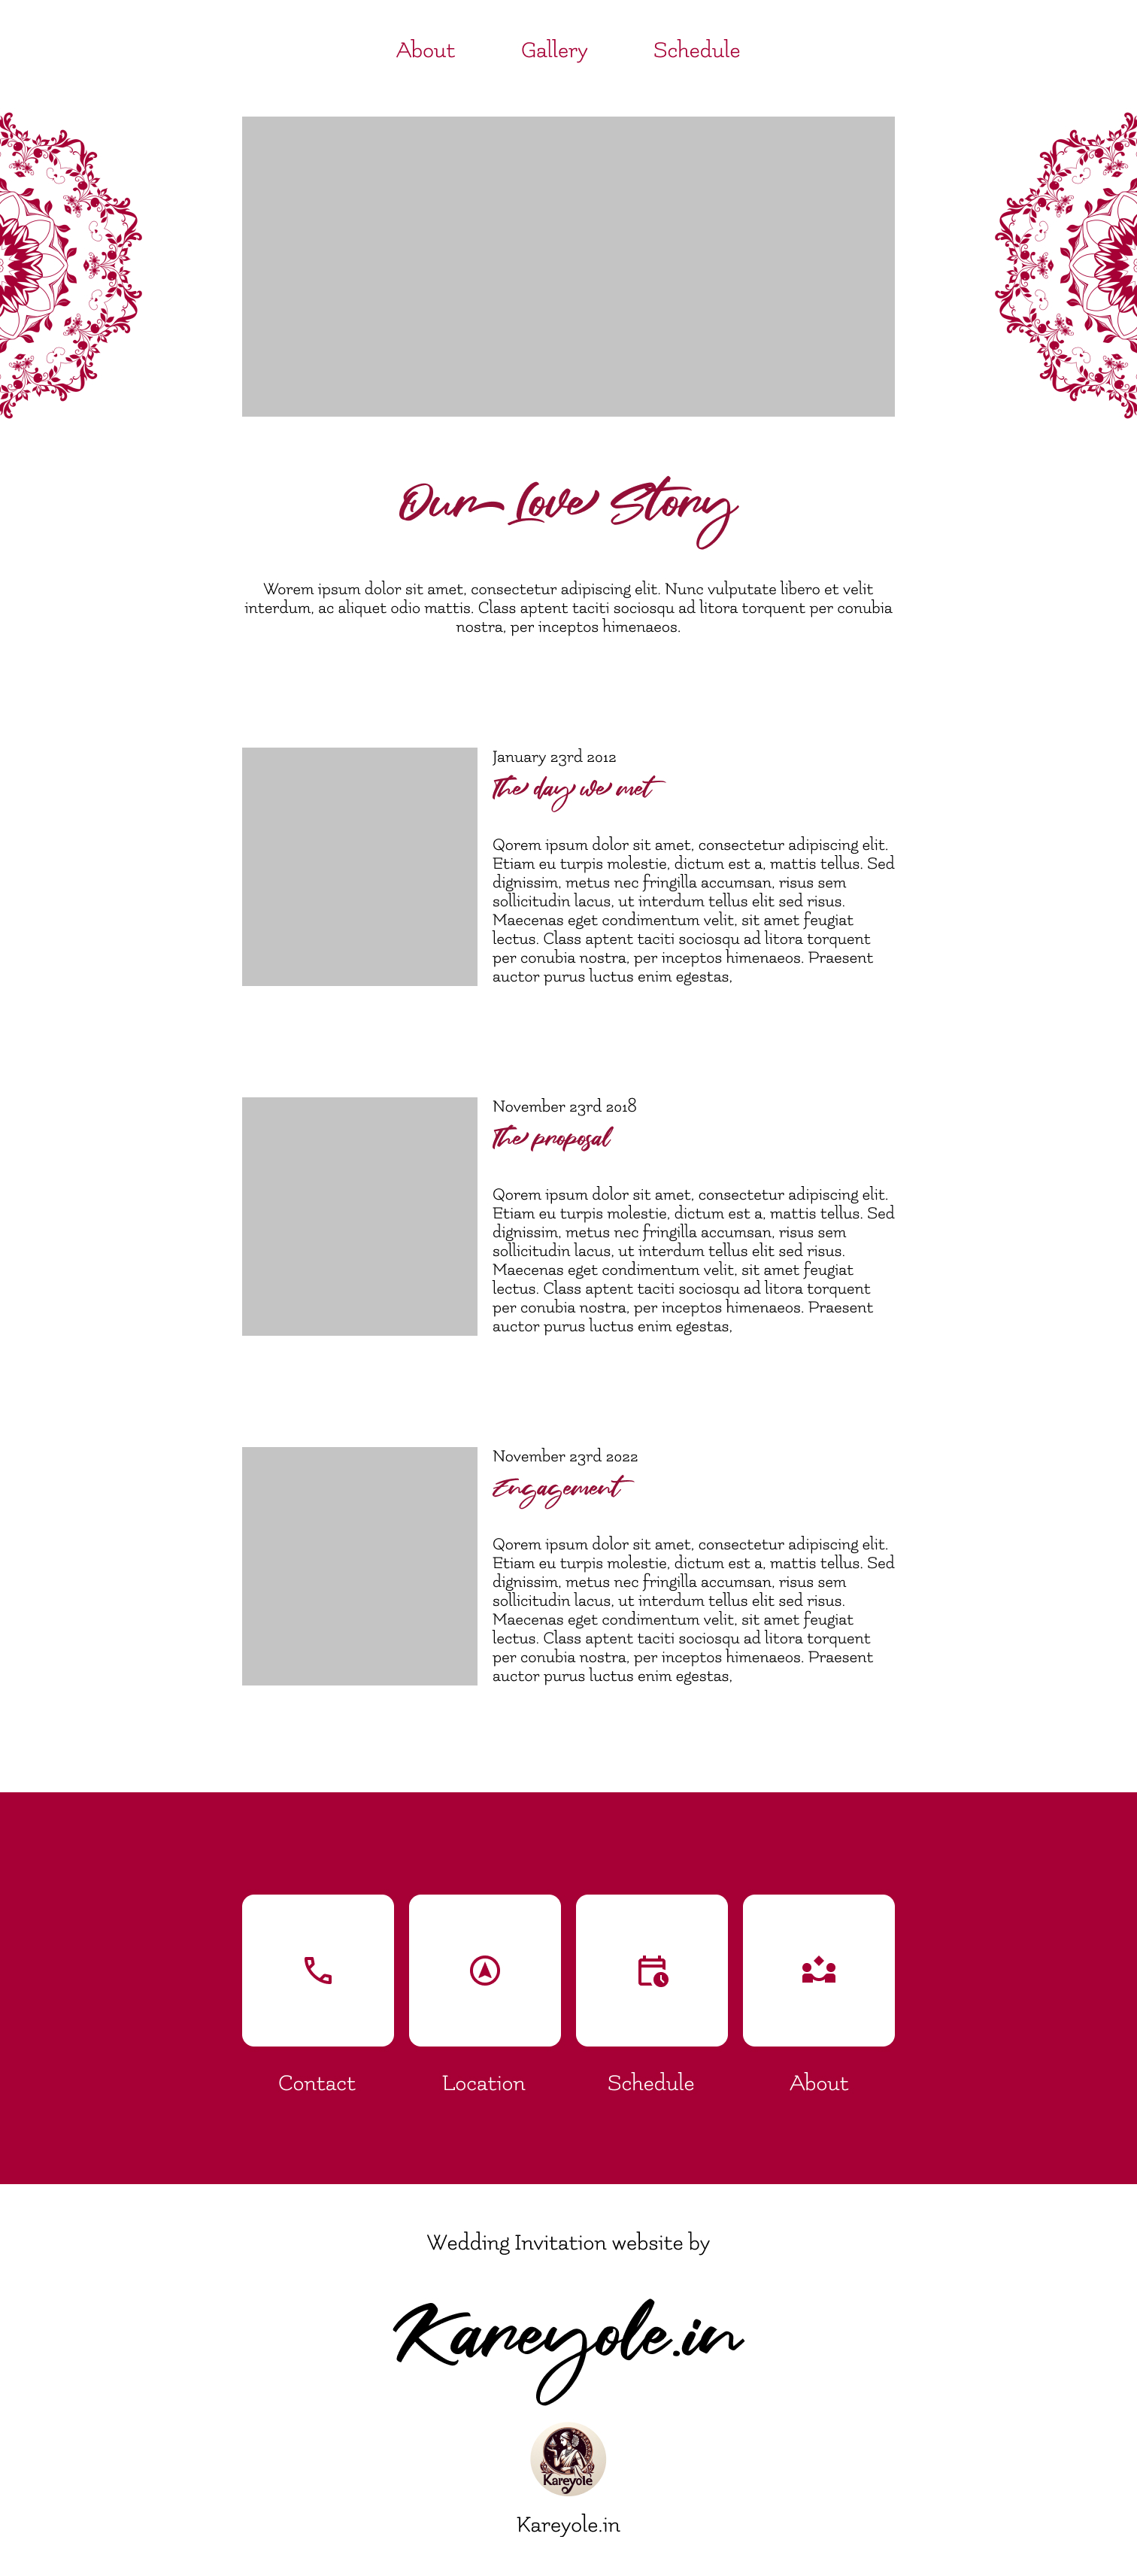 About Gallery Schedule
Our Love Story
Worem ipsum dolor sit amet, consectetur adipiscing elit. Nunc vulputate libero et velit
interdum, ac aliquet odio mattis. Class aptent taciti sociosqu ad litora torquent per conubia
nostra, per inceptos himenaeos.
January 23rd 2012
The day we met
Qorem ipsum dolor sit amet, consectetur adipiscing elit.
Etiam eu turpis molestie, dictum est a, mattis tellus. Sed
dignissim, metus nec fringilla accumsan, risus sem
sollicitudin lacus, ut interdum tellus elit sed risus.
Maecenas eget condimentum velit, sit amet feugiat
lectus. Class aptent taciti sociosqu ad litora torquent
per conubia nostra, per inceptos himenaeos. Praesent
auctor purus luctus enim egestas,
November 23rd 2018
The proposal
Qorem ipsum dolor sit amet, consectetur adipiscing elit.
Etiam eu turpis molestie, dictum est a, mattis tellus. Sed
dignissim, metus nec fringilla accumsan, risus sem
sollicitudin lacus, ut interdum tellus elit sed risus.
Maecenas eget condimentum velit, sit amet feugiat
lectus. Class aptent taciti sociosqu ad litora torquent
per conubia nostra, per inceptos himenaeos. Praesent
auctor purus luctus enim egestas,
November 23rd 2022
Engagement
Qorem ipsum dolor sit amet, consectetur adipiscing elit.
Etiam eu turpis molestie, dictum est a, mattis tellus. Sed
dignissim, metus nec fringilla accumsan, risus sem
sollicitudin lacus, ut interdum tellus elit sed risus.
Maecenas eget condimentum velit, sit amet feugiat
lectus. Class aptent taciti sociosqu ad litora torquent
per conubia nostra, per inceptos himenaeos. Praesent
auctor purus luctus enim egestas,
Contact Location Schedule About
Wedding Invitation website by
Kareyole.in
Kareyole
Kareyole.in